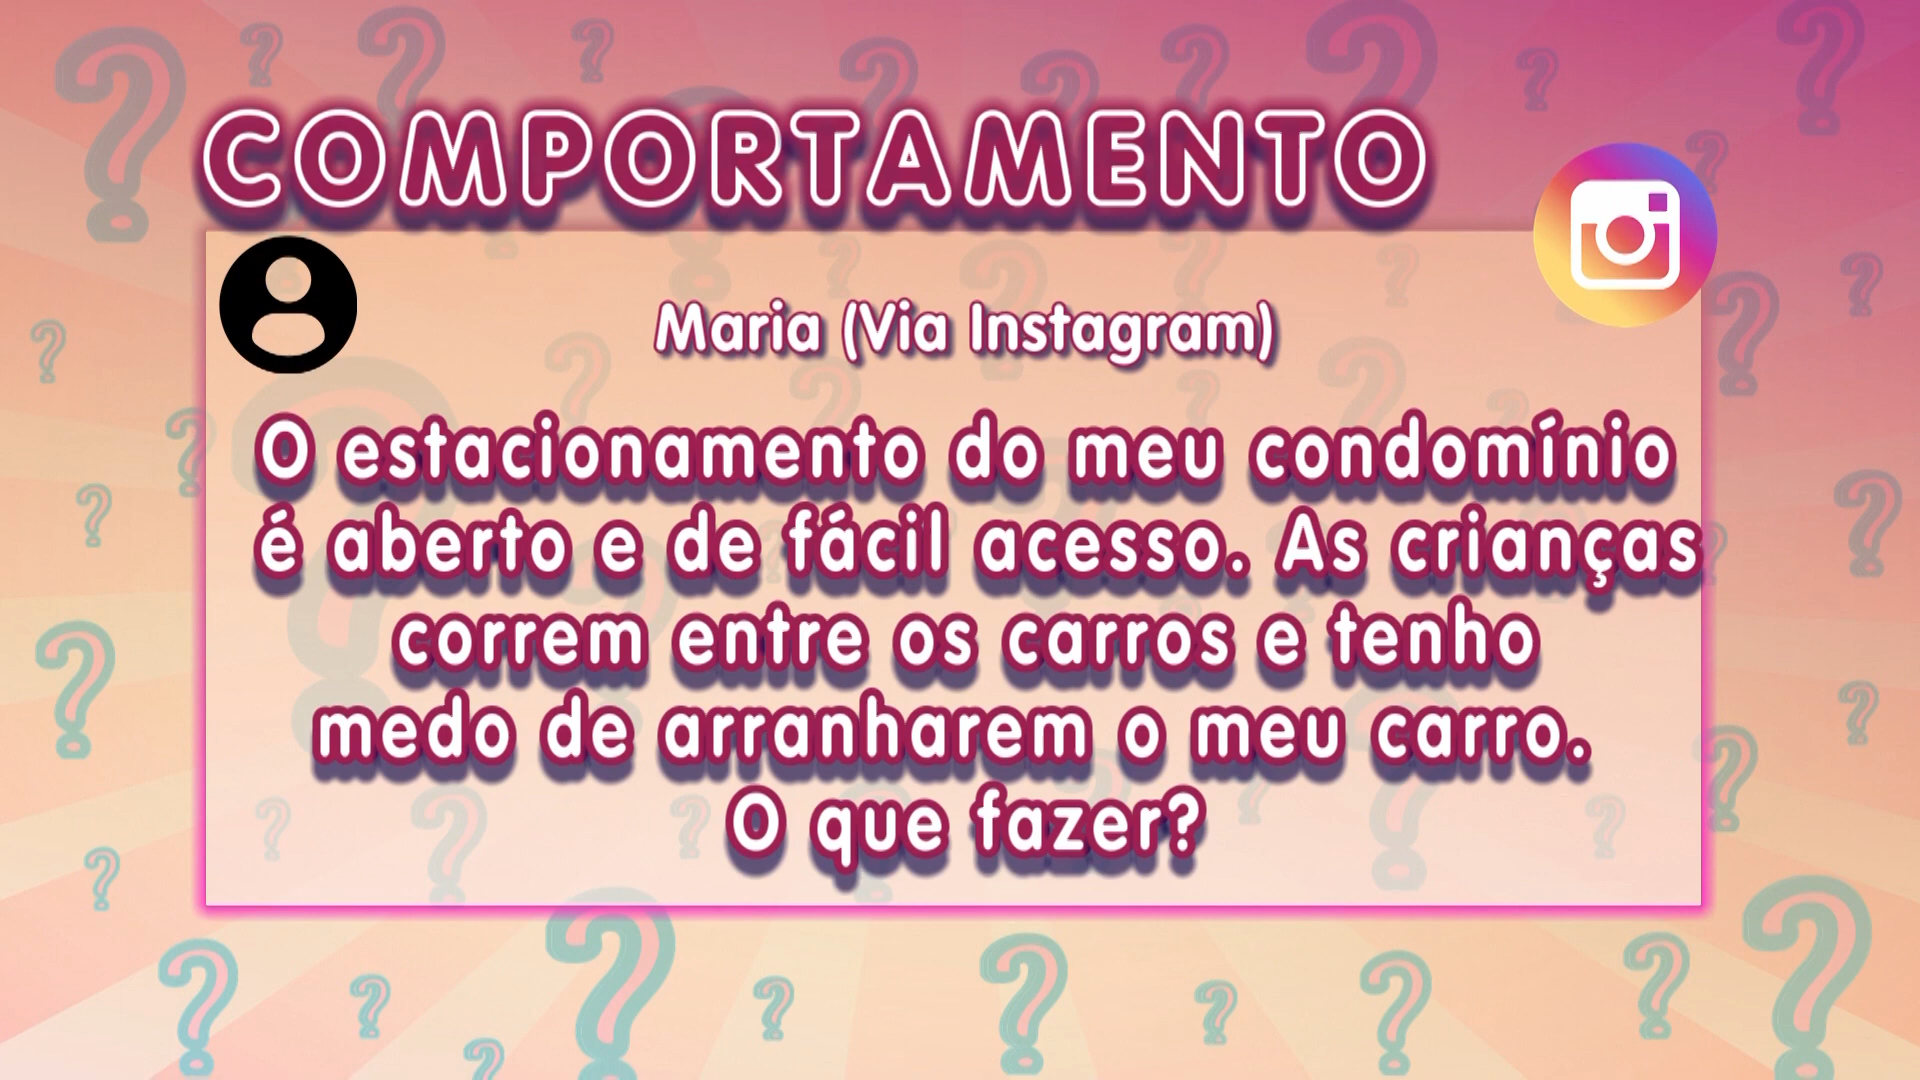 COMPORTAMENTO
Maria (Via Instagram)
O estacionamento do meu condomínio
é aberto e de fácil acesso. As crianças
correm entre os carros e tenho
medo de arranharem o meu carro.
O que fazer?